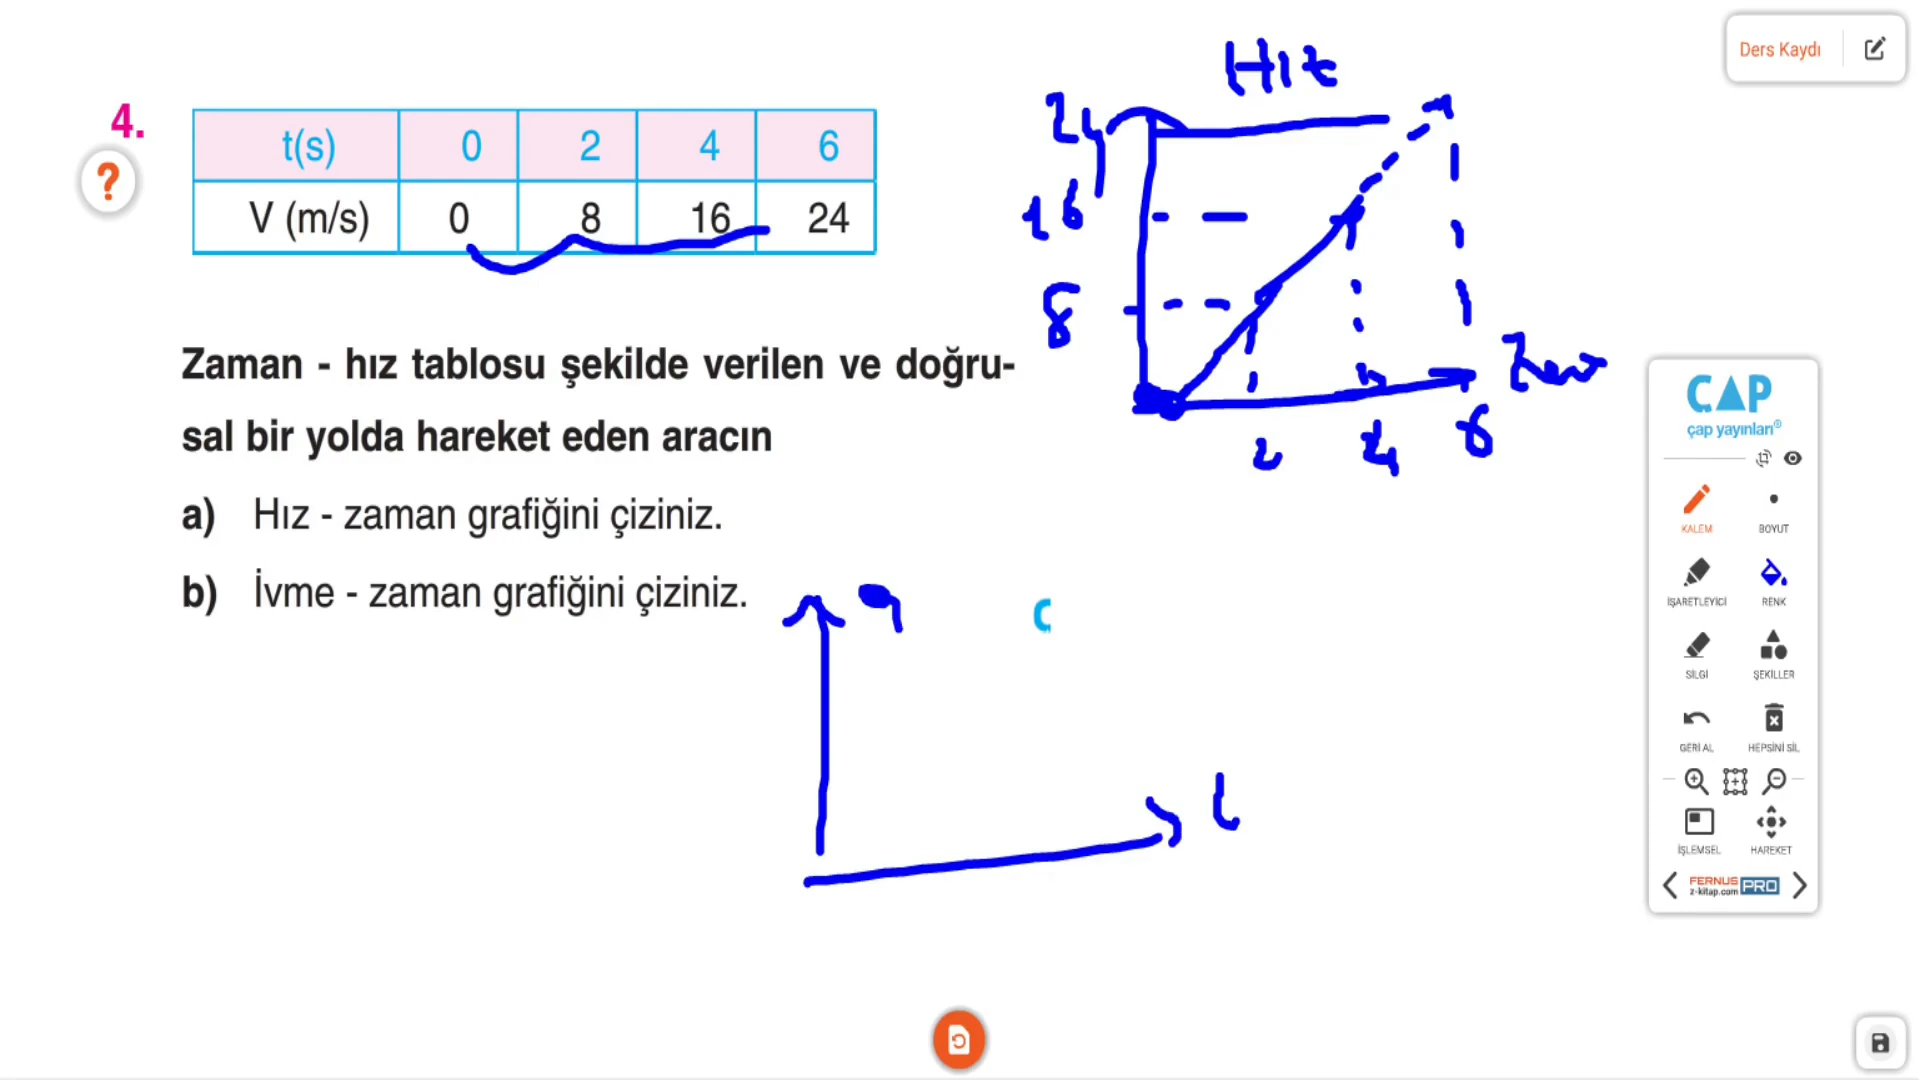 Ders Kaydı
Hız
4.
t(s) 0 2 4 6
V (m/s) 0 8 16 24
24
16
8
2 4 6
Zaman - hız tablosu şekilde verilen ve doğru-
sal bir yolda hareket eden aracın
a) Hız - zaman grafiğini çiziniz.
b) İvme - zaman grafiğini çiziniz.
a
Ç
t
?
ÇAP
çap yayınları®
KALEM BOYUT
İŞARETLEYİCİ RENK
SİLGİ ŞEKİLLER
GERİ AL HEPSİNİ SİL
İŞLEMSEL HAREKET
FERNUS PRO
z-kitap.com